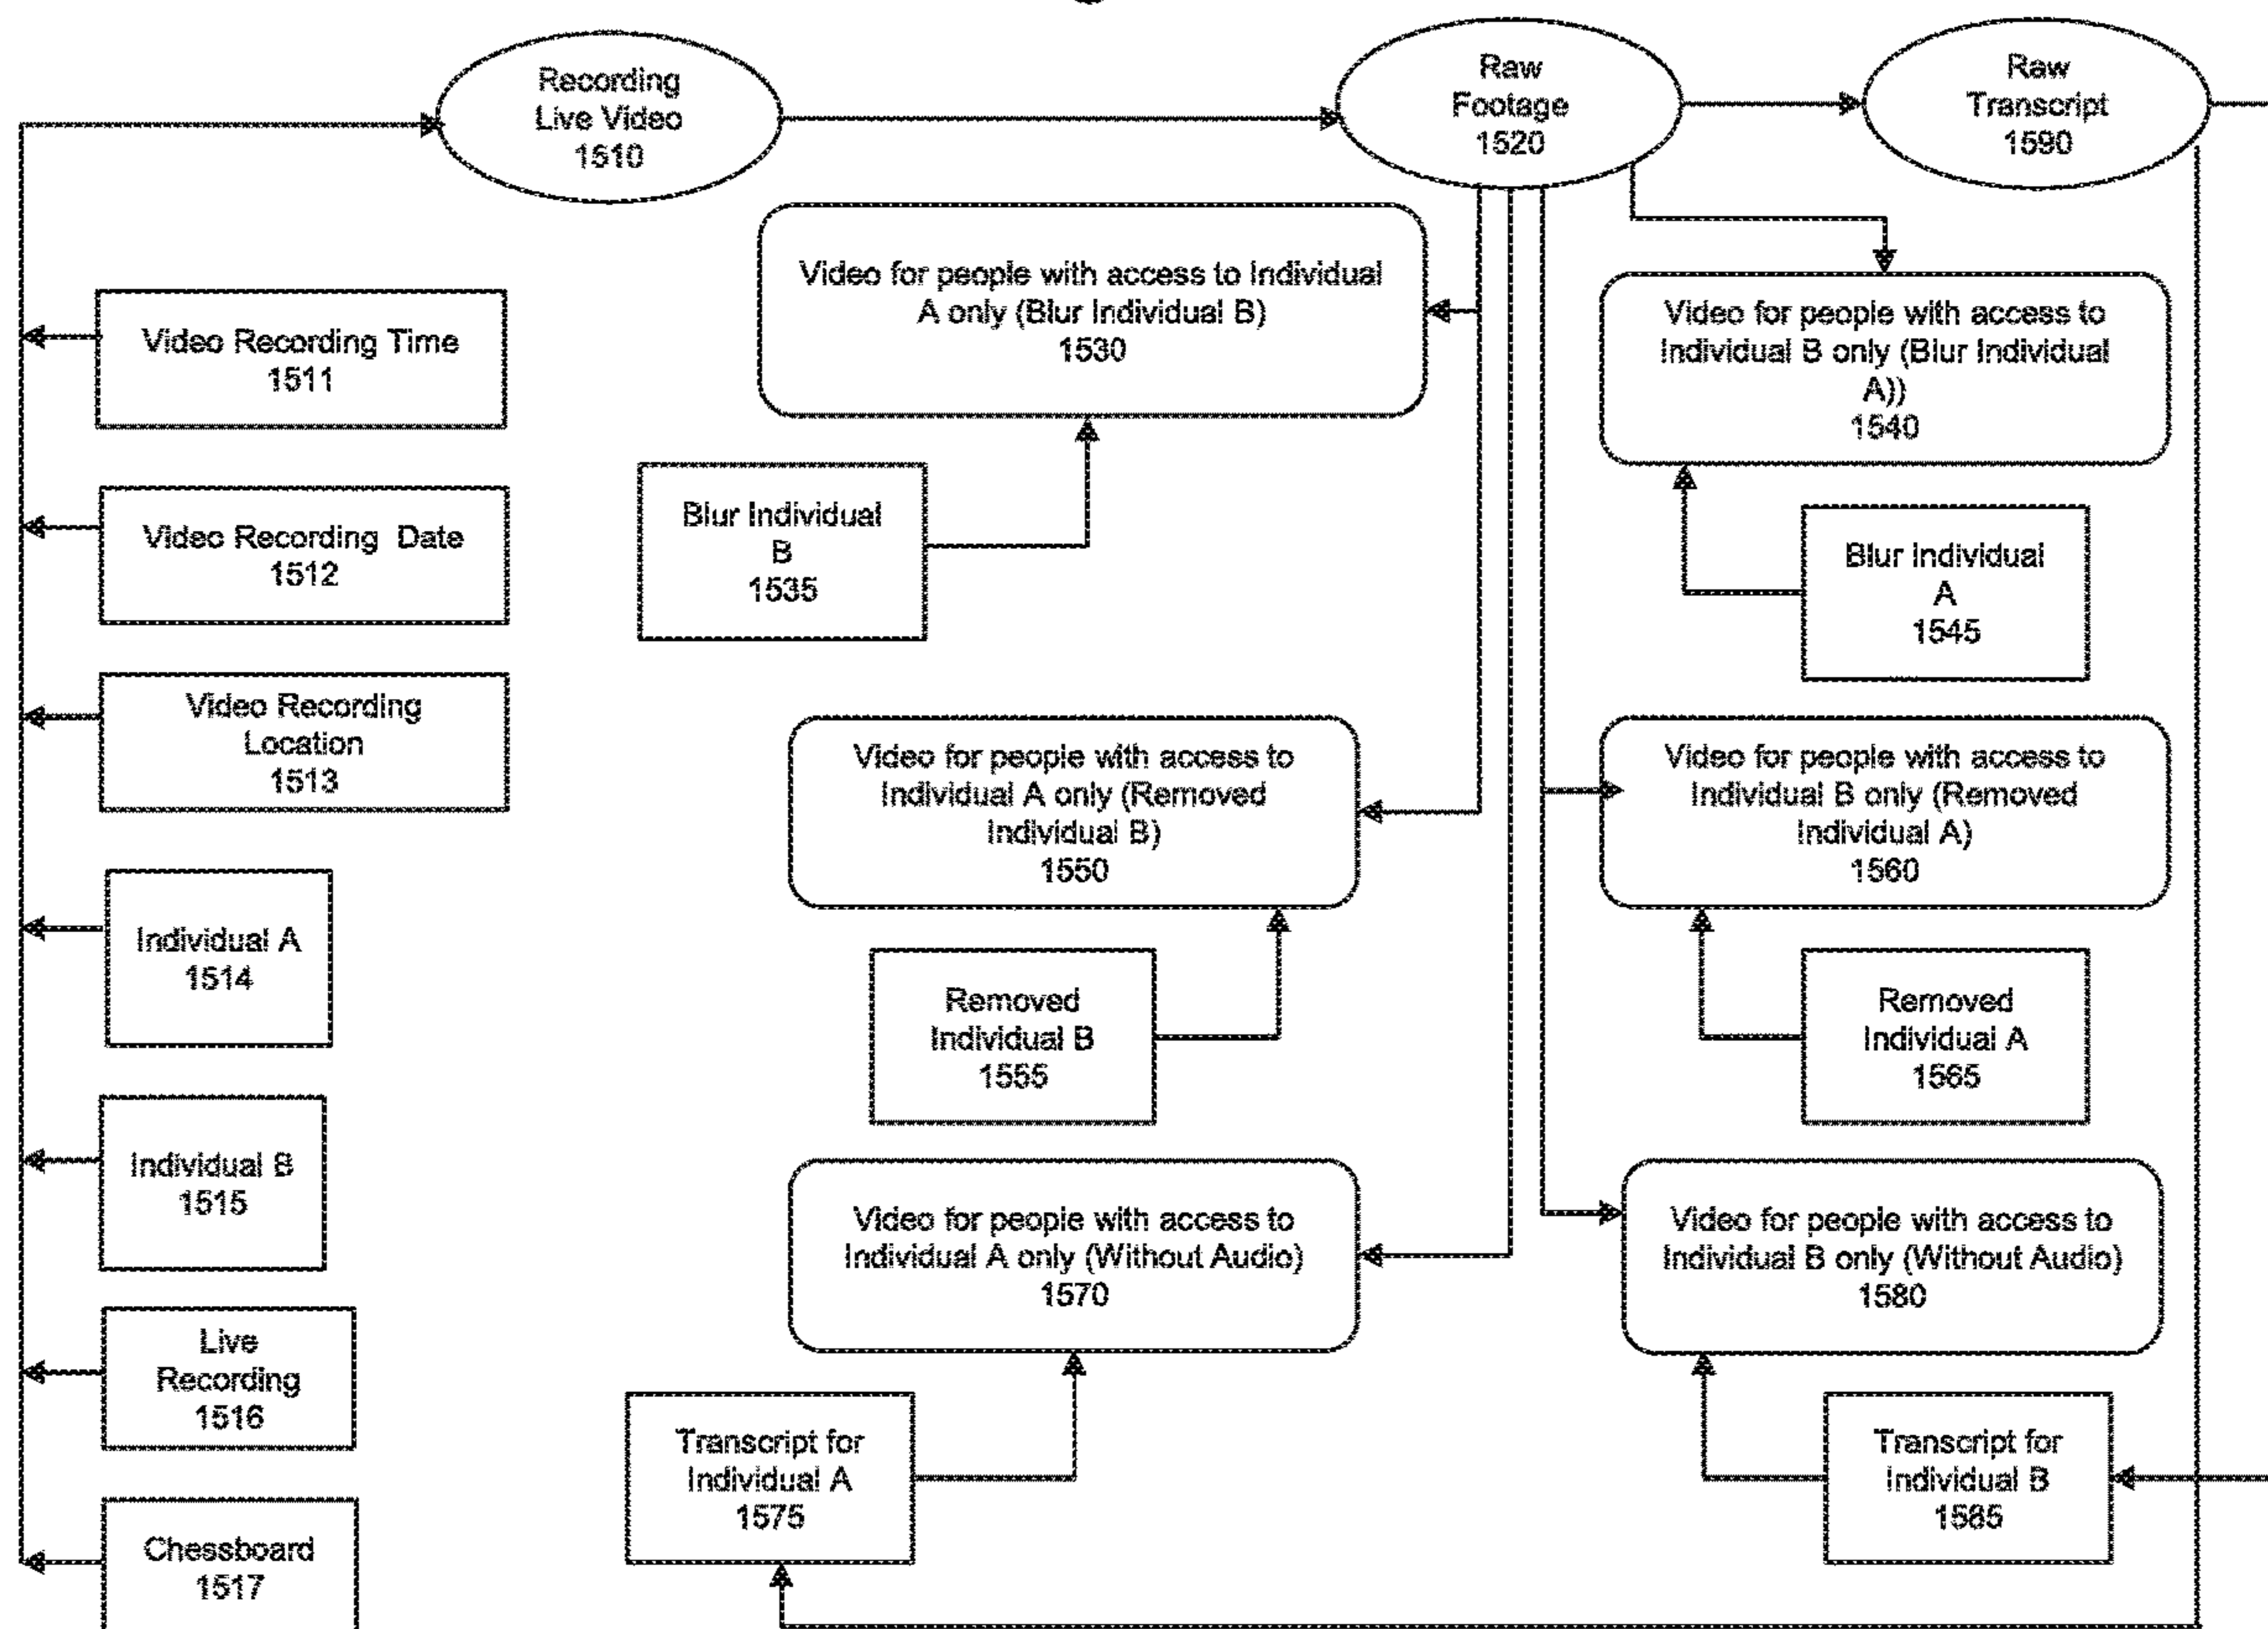 Recording
Live Video
1510
Raw
Footage
1520
Raw
Transcript
1590
Video Recording Time
1511
Video Recording Date
1512
Video Recording
Location
1513
Individual A
1514
Individual B
1515
Live
Recording
1516
Chessboard
1517
Video for people with access to Individual
A only (Blur Individual B)
1530
Blur Individual
B
1535
Video for people with access to
Individual B only (Blur Individual
A))
1540
Blur Individual
A
1545
Video for people with access to
Individual A only (Removed
Individual B)
1550
Removed
Individual B
1555
Video for people with access to
Individual B only (Removed
Individual A)
1560
Removed
Individual A
1565
Video for people with access to
Individual A only (Without Audio)
1570
Transcript for
Individual A
1575
Video for people with access to
Individual B only (Without Audio)
1580
Transcript for
Individual B
1585